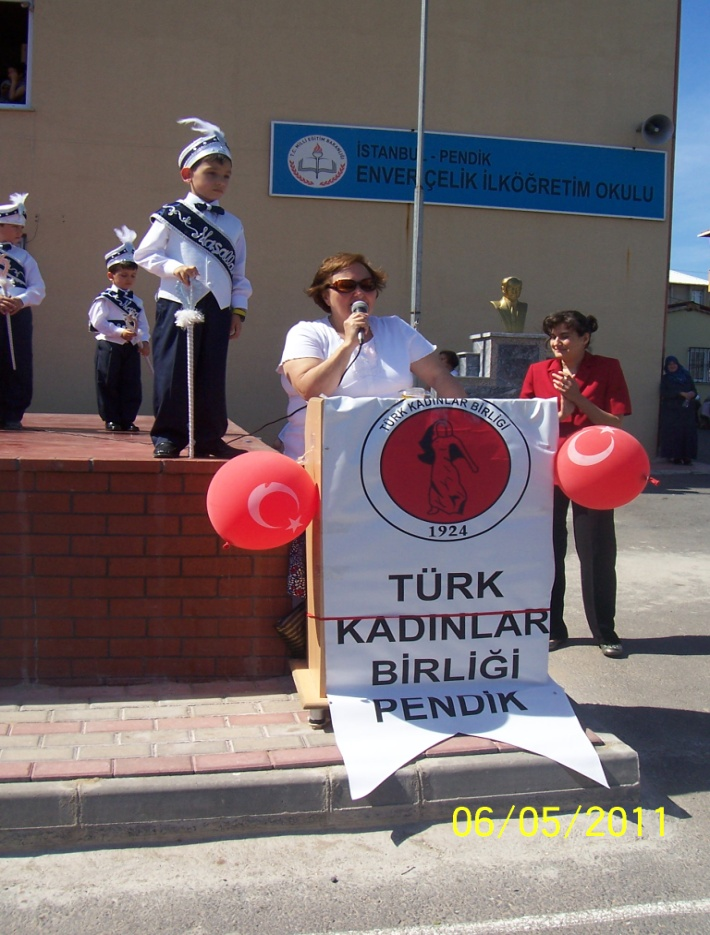 T.C. MİLLİ EĞİTİM BAKANLIĞI
İSTANBUL - PENDİK
ENVER ÇELİK İLKÖĞRETİM OKULU
Maşallah
TÜRK KADINLAR BİRLİĞİ
1924
TÜRK
KADINLAR
BİRLİĞİ
PENDİK
06/05/2011